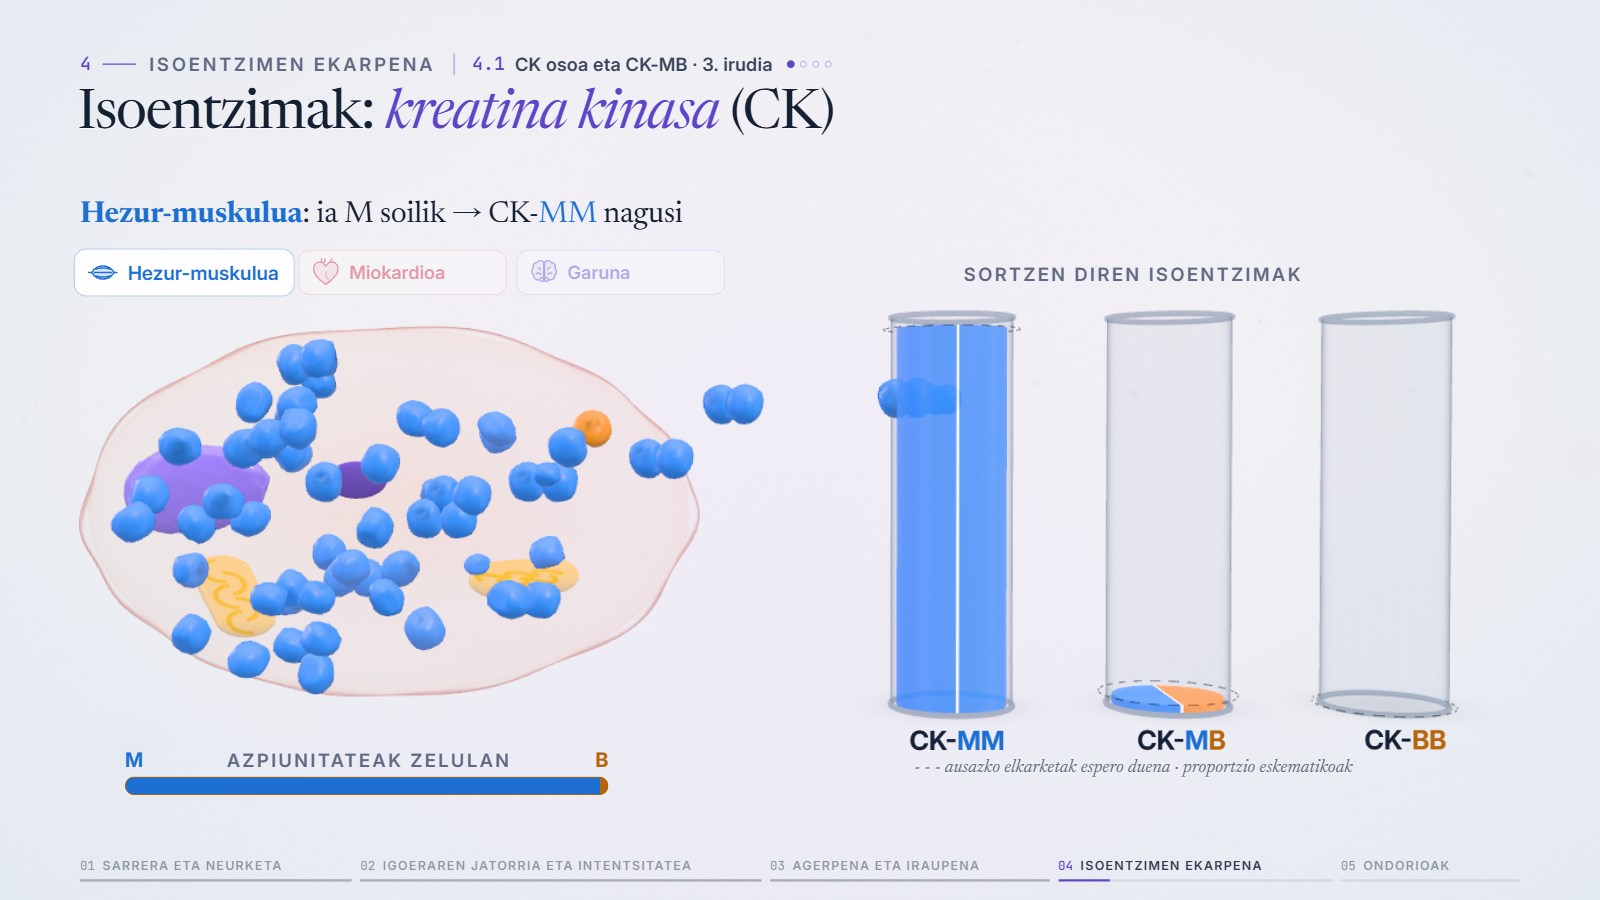 4 — ISOENTZIMEN EKARPENA | 4.1 CK osoa eta CK-MB · 3. irudia
Isoentzimak: kreatina kinasa (CK)
Hezur-muskulua: ia M soilik → CK-MM nagusi
Hezur-muskulua Miokardioa Garuna
SORTZEN DIREN ISOENTZIMAK
CK-MM CK-MB CK-BB
- - - ausazko elkarketak espero duena · proportzio eskematikoak
M AZPIUNITATEAK ZELULAN B
01 SARRERA ETA NEURKETA 02 IGOERAREN JATORRIA ETA INTENTSITATEA 03 AGERPENA ETA IRAUPENA 04 ISOENTZIMEN EKARPENA 05 ONDORIOAK